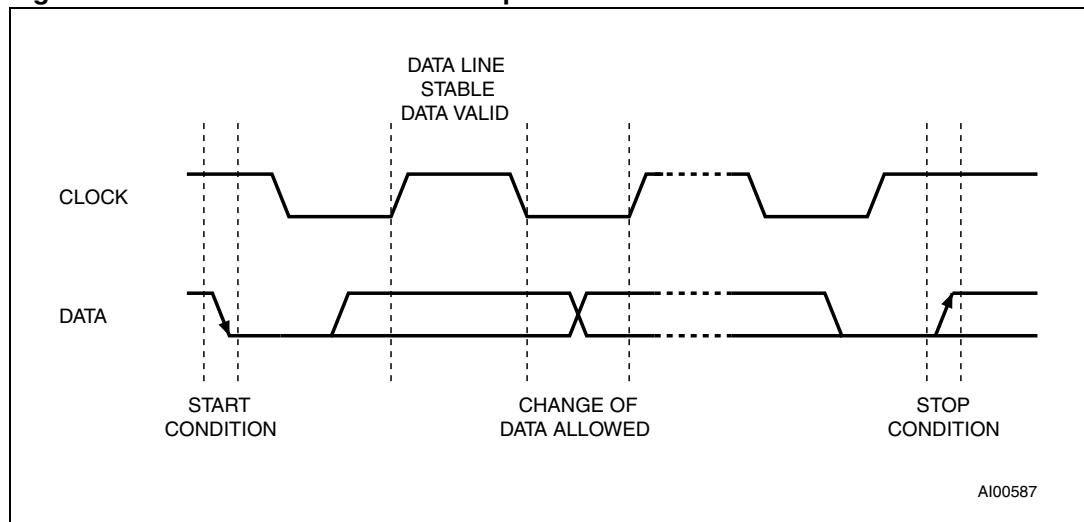 DATA LINE
STABLE
DATA VALID
CLOCK
DATA
START
CONDITION
CHANGE OF
DATA ALLOWED
STOP
CONDITION
AI00587